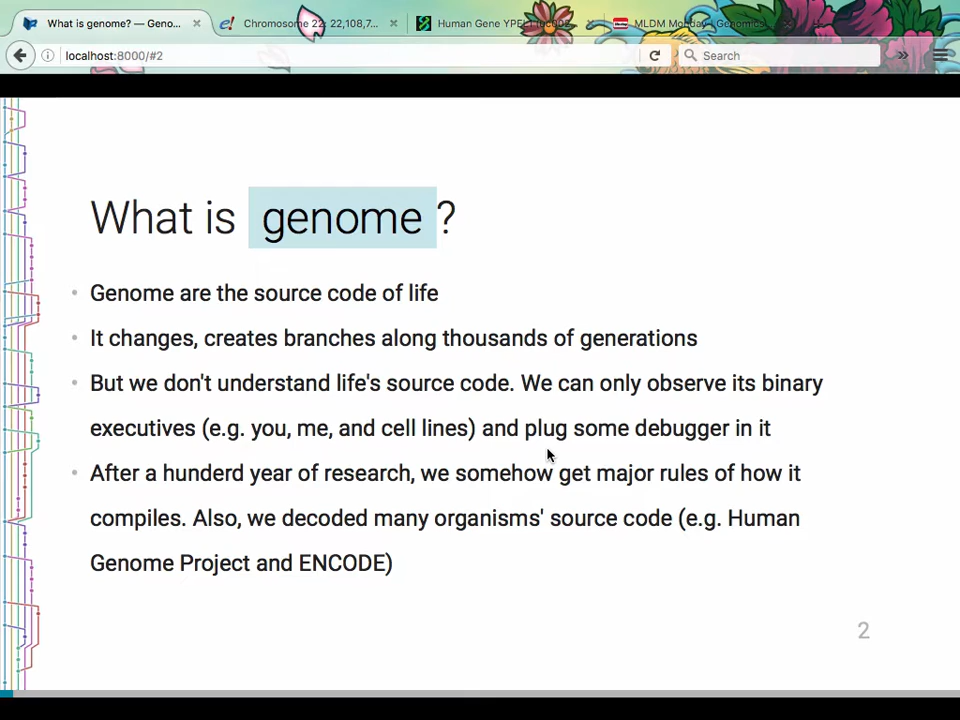 What is genome? — Geno...
Chromosome 22: 22,108,7...
Human Gene YPEL1
MLDM Monday | Genomics
localhost:8000/#2
Search
What is genome ?
Genome are the source code of life
It changes, creates branches along thousands of generations
But we don't understand life's source code. We can only observe its binary
executives (e.g. you, me, and cell lines) and plug some debugger in it
After a hunderd year of research, we somehow get major rules of how it
compiles. Also, we decoded many organisms' source code (e.g. Human
Genome Project and ENCODE)
2